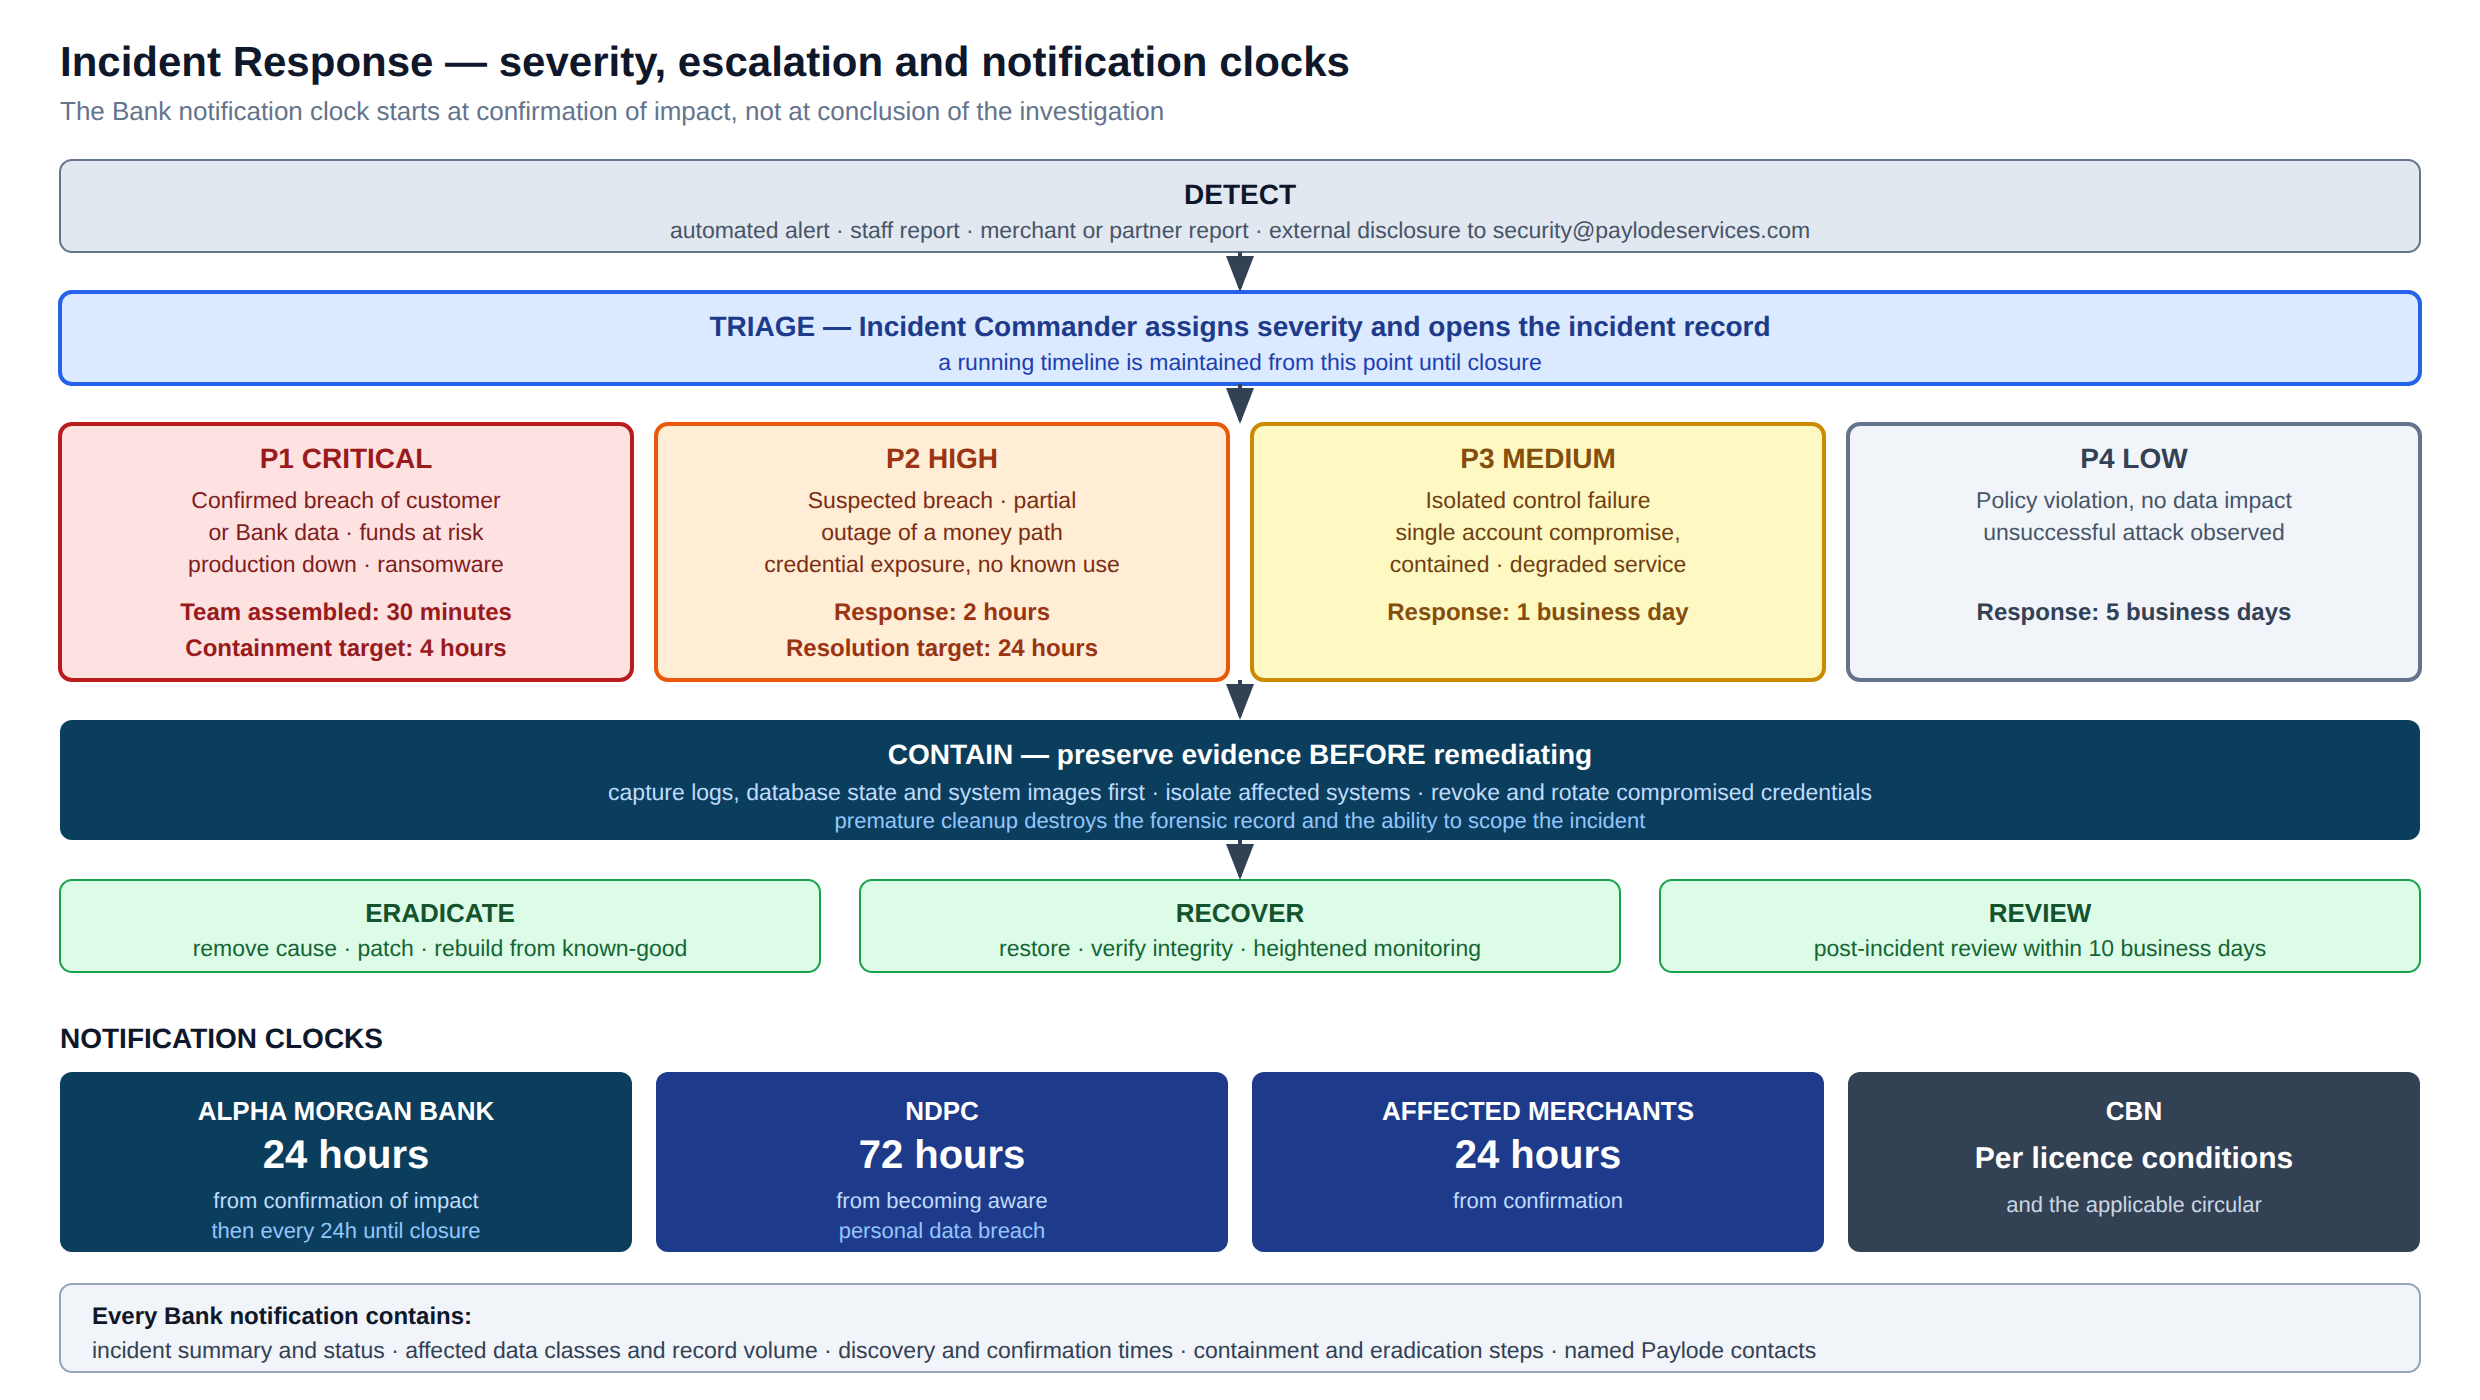 Incident Response — severity, escalation and notification clocks
The Bank notification clock starts at confirmation of impact, not at conclusion of the investigation
DETECT
automated alert · staff report · merchant or partner report · external disclosure to security@paylodeservices.com
TRIAGE — Incident Commander assigns severity and opens the incident record
a running timeline is maintained from this point until closure
P1 CRITICAL
Confirmed breach of customer
or Bank data · funds at risk
production down · ransomware
Team assembled: 30 minutes
Containment target: 4 hours
P2 HIGH
Suspected breach · partial
outage of a money path
credential exposure, no known use
Response: 2 hours
Resolution target: 24 hours
P3 MEDIUM
Isolated control failure
single account compromise,
contained · degraded service
Response: 1 business day
P4 LOW
Policy violation, no data impact
unsuccessful attack observed
Response: 5 business days
CONTAIN — preserve evidence BEFORE remediating
capture logs, database state and system images first · isolate affected systems · revoke and rotate compromised credentials
premature cleanup destroys the forensic record and the ability to scope the incident
ERADICATE
remove cause · patch · rebuild from known-good
RECOVER
restore · verify integrity · heightened monitoring
REVIEW
post-incident review within 10 business days
NOTIFICATION CLOCKS
ALPHA MORGAN BANK
24 hours
from confirmation of impact
then every 24h until closure
NDPC
72 hours
from becoming aware
personal data breach
AFFECTED MERCHANTS
24 hours
from confirmation
CBN
Per licence conditions
and the applicable circular
Every Bank notification contains:
incident summary and status · affected data classes and record volume · discovery and confirmation times · containment and eradication steps · named Paylode contacts